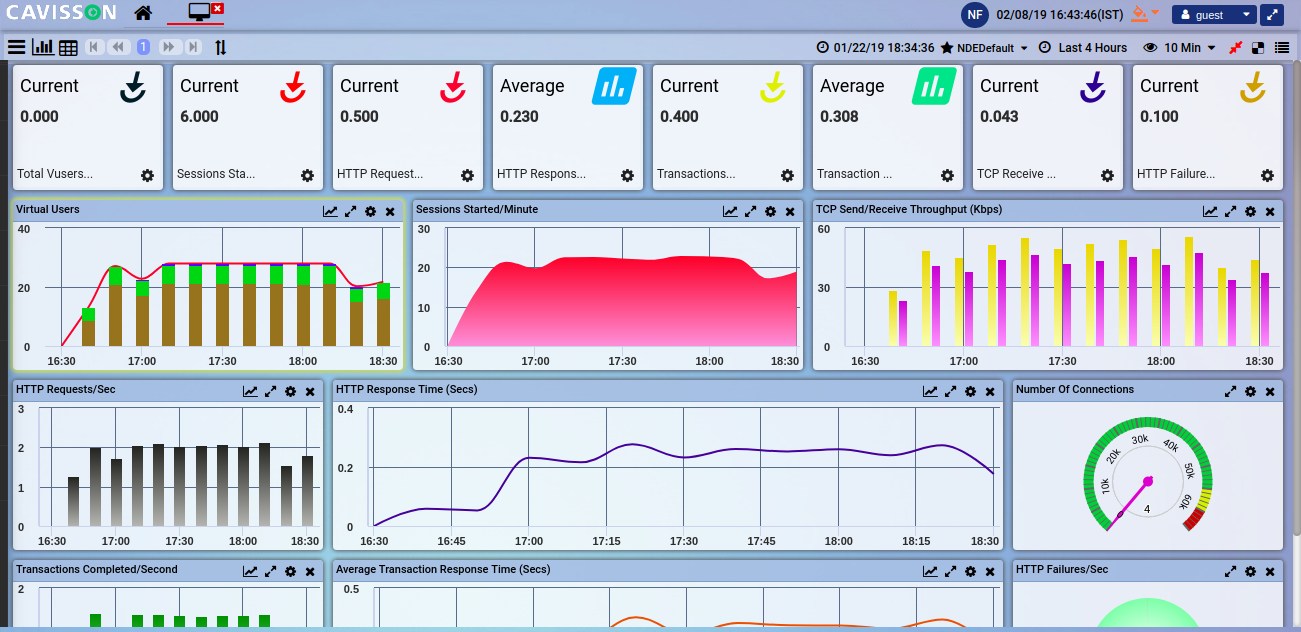 CAVISSON
NF 02/08/19 16:43:46(IST) guest
1 01/22/19 18:34:36 NDEDefault Last 4 Hours 10 Min
Current Current Current Average Current Average Current Current
0.000 6.000 0.500 0.230 0.400 0.308 0.043 0.100
Total Vusers... Sessions Sta... HTTP Request... HTTP Respons... Transactions... Transaction ... TCP Receive ... HTTP Failure...
Virtual Users
40
20
0
16:30 17:00 17:30 18:00 18:30
Sessions Started/Minute
30
20
10
0
16:30 17:00 17:30 18:00 18:30
TCP Send/Receive Throughput (Kbps)
60
30
0
16:30 17:00 17:30 18:00 18:30
HTTP Requests/Sec
3
2
1
0
16:30 17:00 17:30 18:00 18:30
HTTP Response Time (Secs)
0.4
0.2
0
16:30 16:45 17:00 17:15 17:30 17:45 18:00 18:15 18:30
Number Of Connections
10k 20k 30k 40k 50k 60k
4
Transactions Completed/Second
2
Average Transaction Response Time (Secs)
0.5
HTTP Failures/Sec